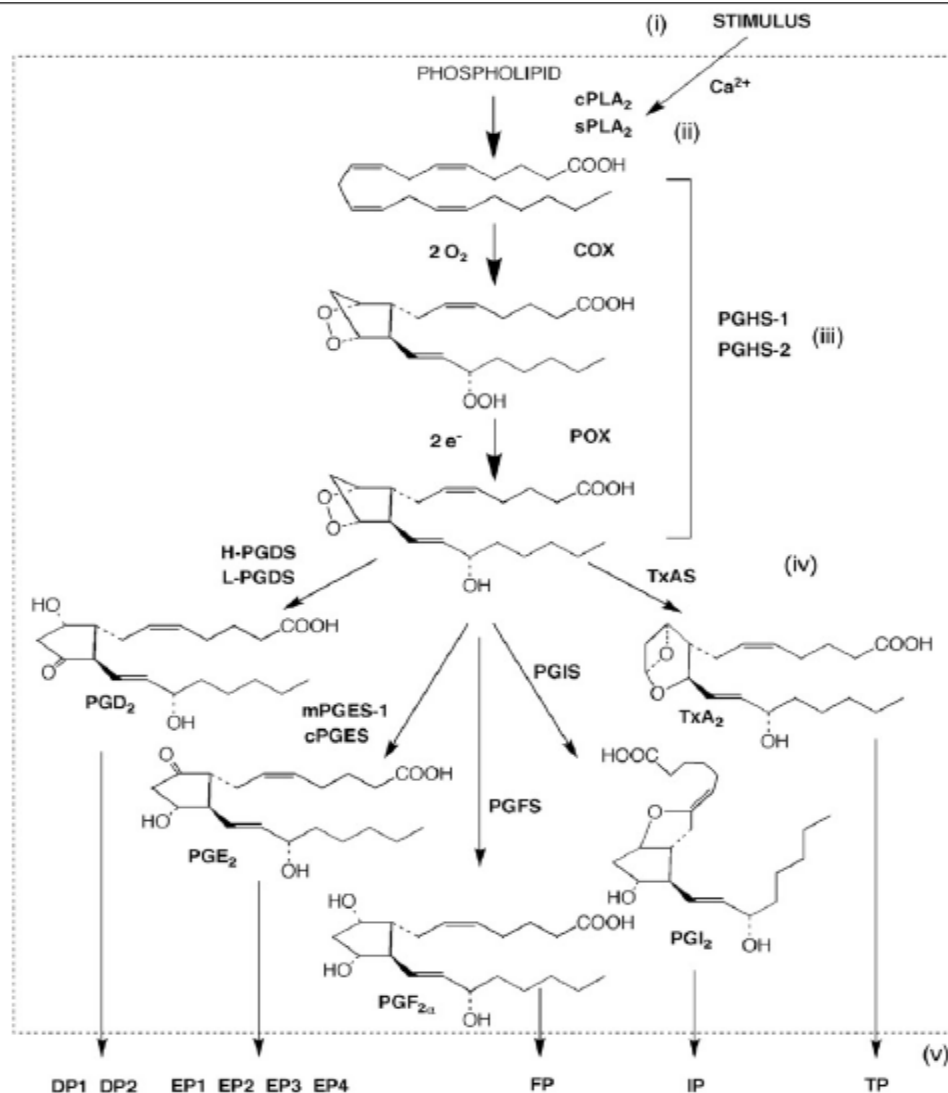 (i) STIMULUS
PHOSPHOLIPID
Ca²⁺
cPLA₂
sPLA₂
(ii)
COOH
2 O₂
COX
COOH
O
O
OOH
PGHS-1
PGHS-2
(iii)
2 e⁻
POX
COOH
O
O
OH
H-PGDS
L-PGDS
TxAS
(iv)
HO
COOH
O
OH
PGD₂
COOH
O
O
OH
TxA₂
mPGES-1
cPGES
PGIS
PGFS
O
COOH
HO
OH
PGE₂
HOOC
O
HO
OH
PGI₂
HO
COOH
HO
OH
PGF₂α
(v)
DP1 DP2 EP1 EP2 EP3 EP4 FP IP TP